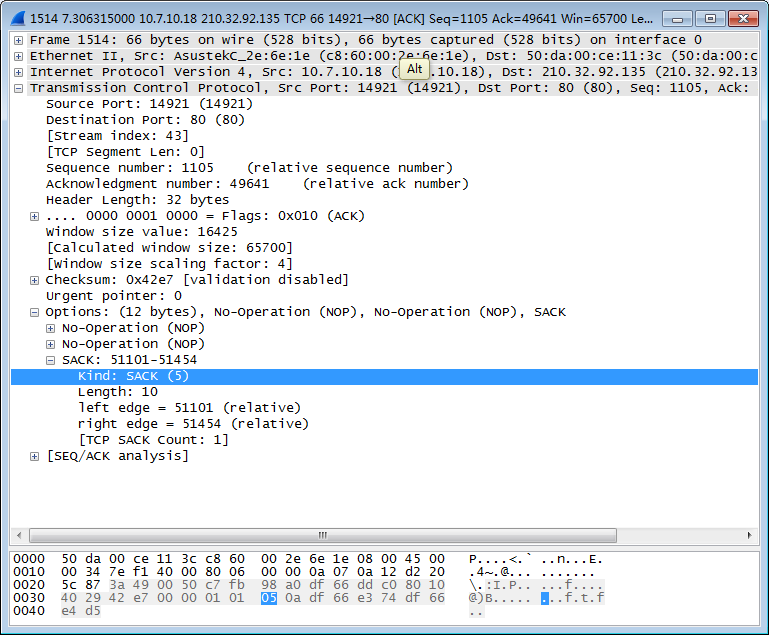 1514 7.306315000 10.7.10.18 210.32.92.135 TCP 66 14921→80 [ACK] Seq=1105 Ack=49641 Win=65700 Le...
Frame 1514: 66 bytes on wire (528 bits), 66 bytes captured (528 bits) on interface 0
Ethernet II, Src: AsustekC_2e:6e:1e (c8:60:00:2e:6e:1e), Dst: 50:da:00:ce:11:3c (50:da:00:c
Internet Protocol Version 4, Src: 10.7.10.18 ( .10.18), Dst: 210.32.92.135 (210.32.92.13
Alt
Transmission Control Protocol, Src Port: 14921 (14921), Dst Port: 80 (80), Seq: 1105, Ack:
Source Port: 14921 (14921)
Destination Port: 80 (80)
[Stream index: 43]
[TCP Segment Len: 0]
Sequence number: 1105    (relative sequence number)
Acknowledgment number: 49641    (relative ack number)
Header Length: 32 bytes
.... 0000 0001 0000 = Flags: 0x010 (ACK)
Window size value: 16425
[Calculated window size: 65700]
[Window size scaling factor: 4]
Checksum: 0x42e7 [validation disabled]
Urgent pointer: 0
Options: (12 bytes), No-Operation (NOP), No-Operation (NOP), SACK
No-Operation (NOP)
No-Operation (NOP)
SACK: 51101-51454
Kind: SACK (5)
Length: 10
left edge = 51101 (relative)
right edge = 51454 (relative)
[TCP SACK Count: 1]
[SEQ/ACK analysis]
0000  50 da 00 ce 11 3c c8 60  00 2e 6e 1e 08 00 45 00   P....<.` ..n...E.
0010  00 34 7e f1 40 00 80 06  00 00 0a 07 0a 12 d2 20   .4~.@... ....... 
0020  5c 87 3a 49 00 50 c7 fb  98 a0 df 66 dd c0 80 10   \.:I.P.. ...f....
0030  40 29 42 e7 00 00 01 01  05 0a df 66 e3 74 df 66   @)B..... ...f.t.f
0040  e4 d5   ..